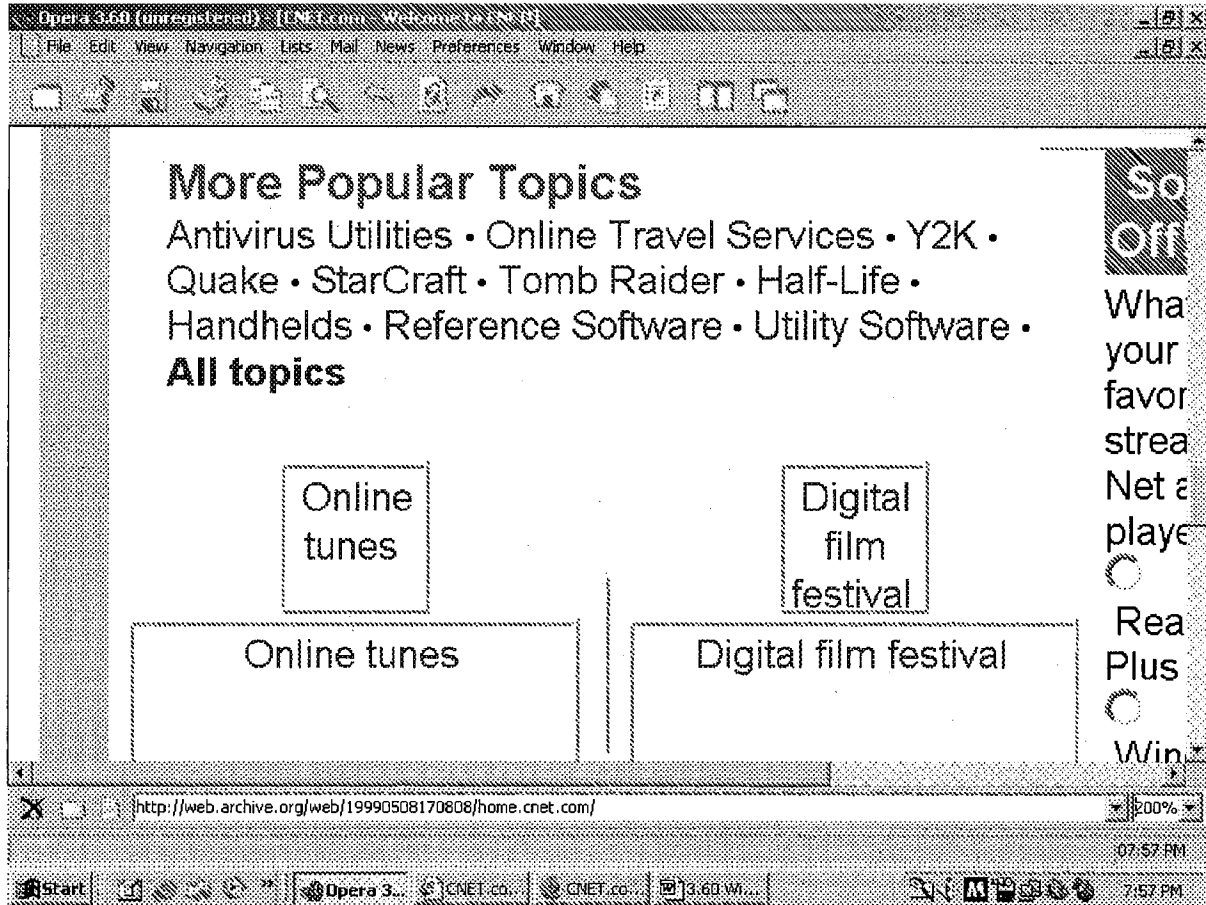 Opera 3.60 (unregistered) - [CNET.com - Welcome to CNET!]
File Edit View Navigation Lists Mail News Preferences Window Help
More Popular Topics
Antivirus Utilities • Online Travel Services • Y2K •
Quake • StarCraft • Tomb Raider • Half-Life •
Handhelds • Reference Software • Utility Software •
All topics
Online
tunes
Digital
film
festival
Online tunes
Digital film festival
So
Off
Wha
your
favor
strea
Net a
playe
Rea
Plus
Win
http://web.archive.org/web/19990508170808/home.cnet.com/
200%
07:57 PM
Start
Opera 3...
CNET.co...
CNET.co...
3.60 Wi...
7:57 PM